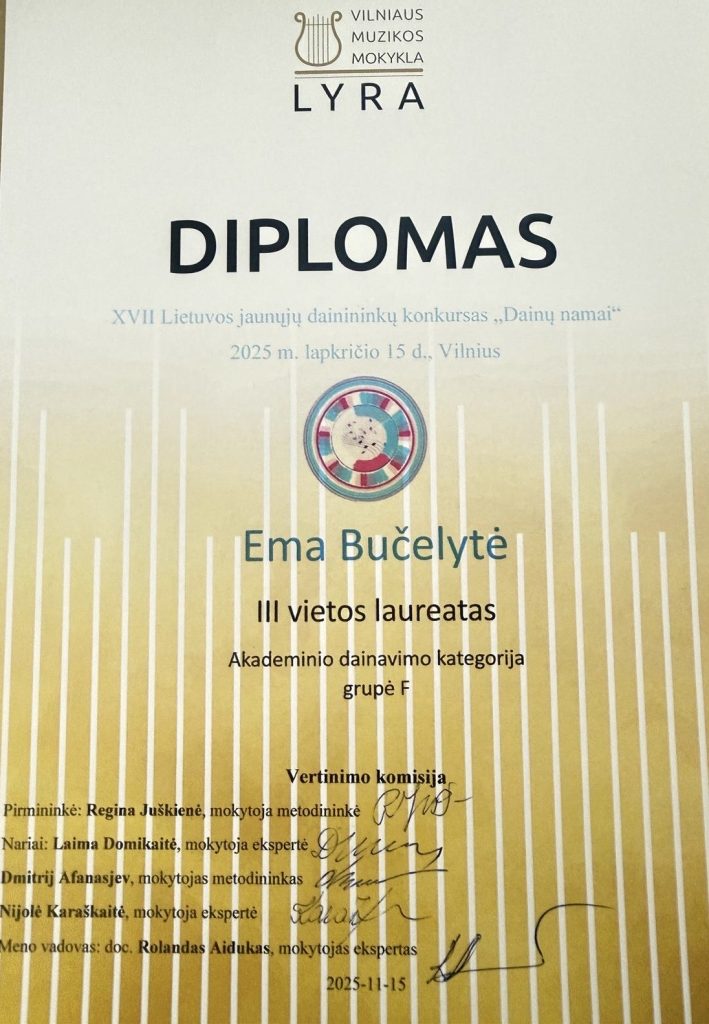 VILNIAUS
MUZIKOS
MOKYKLA
LYRA
DIPLOMAS
XVII Lietuvos jaunųjų dainininkų konkursas „Dainų namai“
2025 m. lapkričio 15 d., Vilnius
Ema Bučelytė
III vietos laureatas
Akademinio dainavimo kategorija
grupė F
Vertinimo komisija
Pirmininkė: Regina Juškienė, mokytoja metodininkė
Nariai: Laima Domikaitė, mokytoja ekspertė
Dmitrij Afanasjev, mokytojas metodininkas
Nijolė Karaškaitė, mokytoja ekspertė
Meno vadovas: doc. Rolandas Aidukas, mokytojas ekspertas
2025-11-15